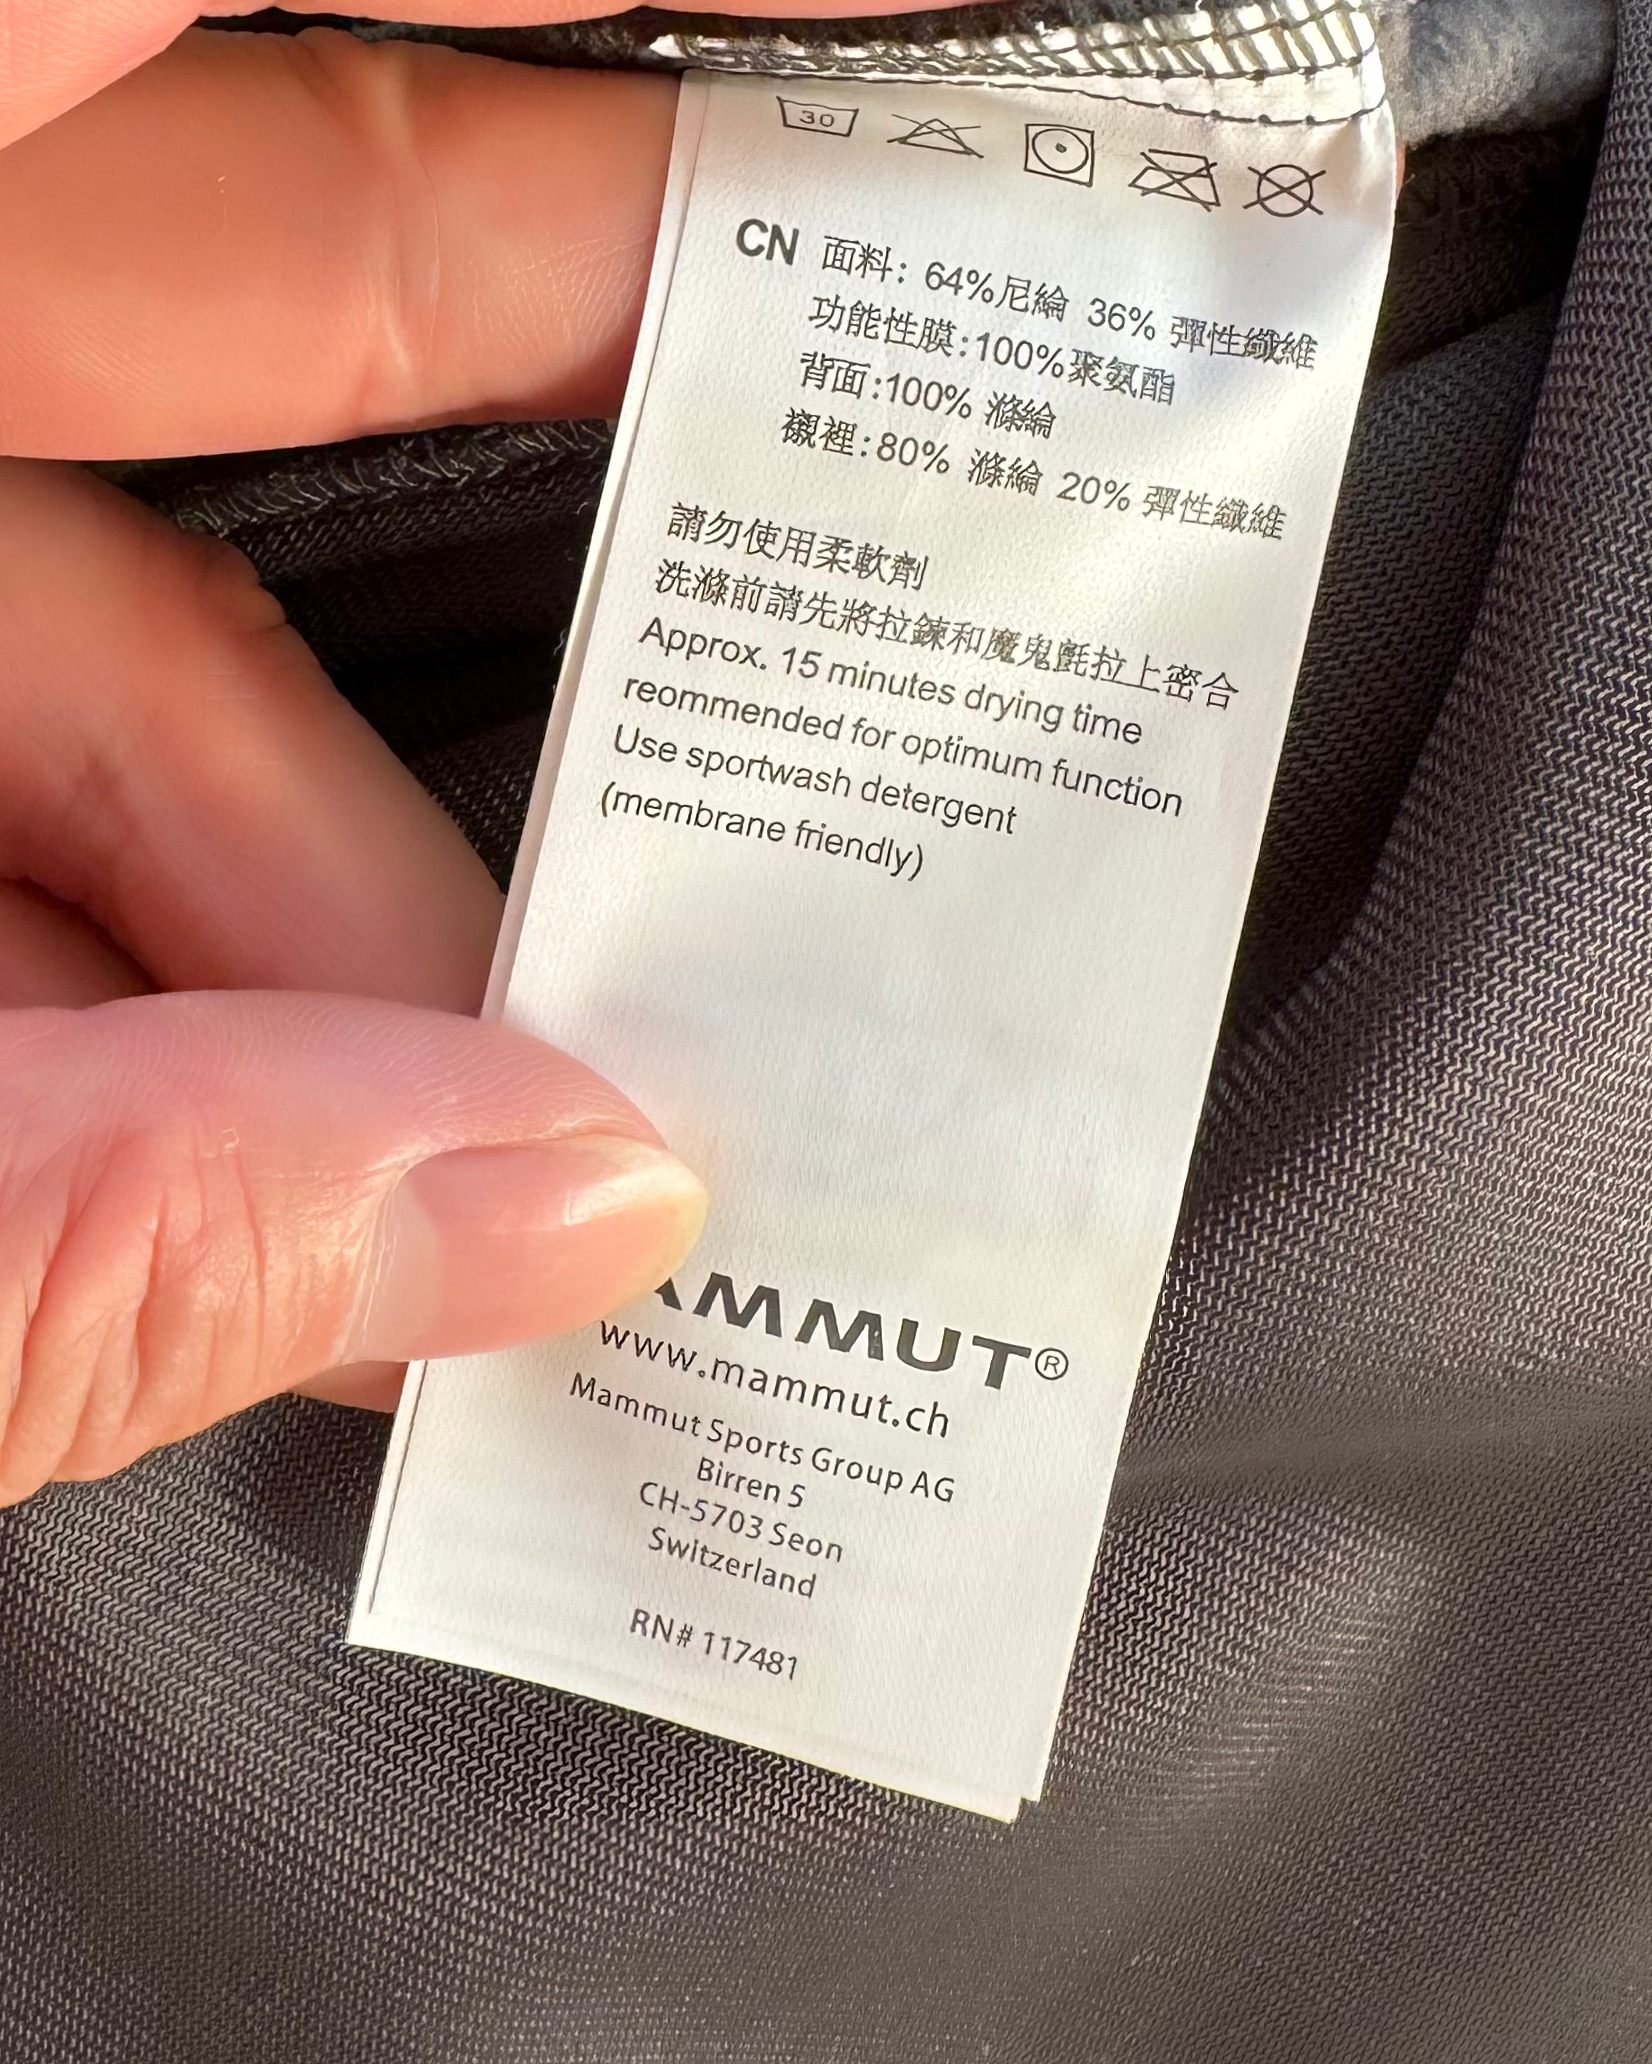 30
CN 面料: 64%尼綸 36% 彈性纖維
功能性膜:100%聚氨酯
背面:100% 滌綸
襯裡:80% 滌綸 20% 彈性纖維
請勿使用柔軟劑
洗滌前請先將拉鍊和魔鬼氈拉上密合
Approx. 15 minutes drying time
reommended for optimum function
Use sportwash detergent
(membrane friendly)
AMMUT®
www.mammut.ch
Mammut Sports Group AG
Birren 5
CH-5703 Seon
Switzerland
RN# 117481